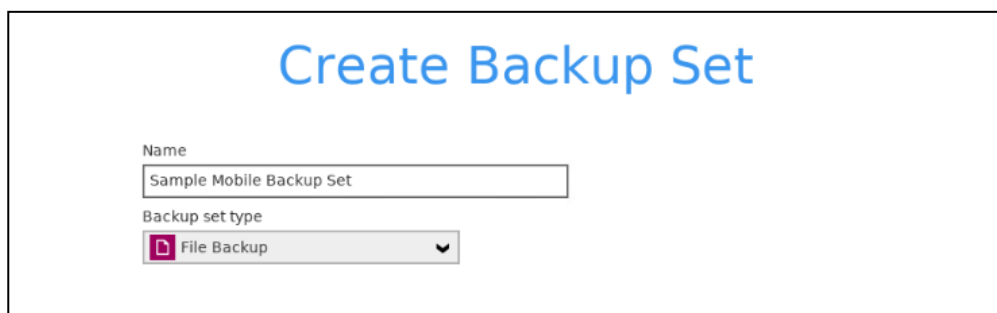 Create Backup Set
Name
Sample Mobile Backup Set
Backup set type
File Backup